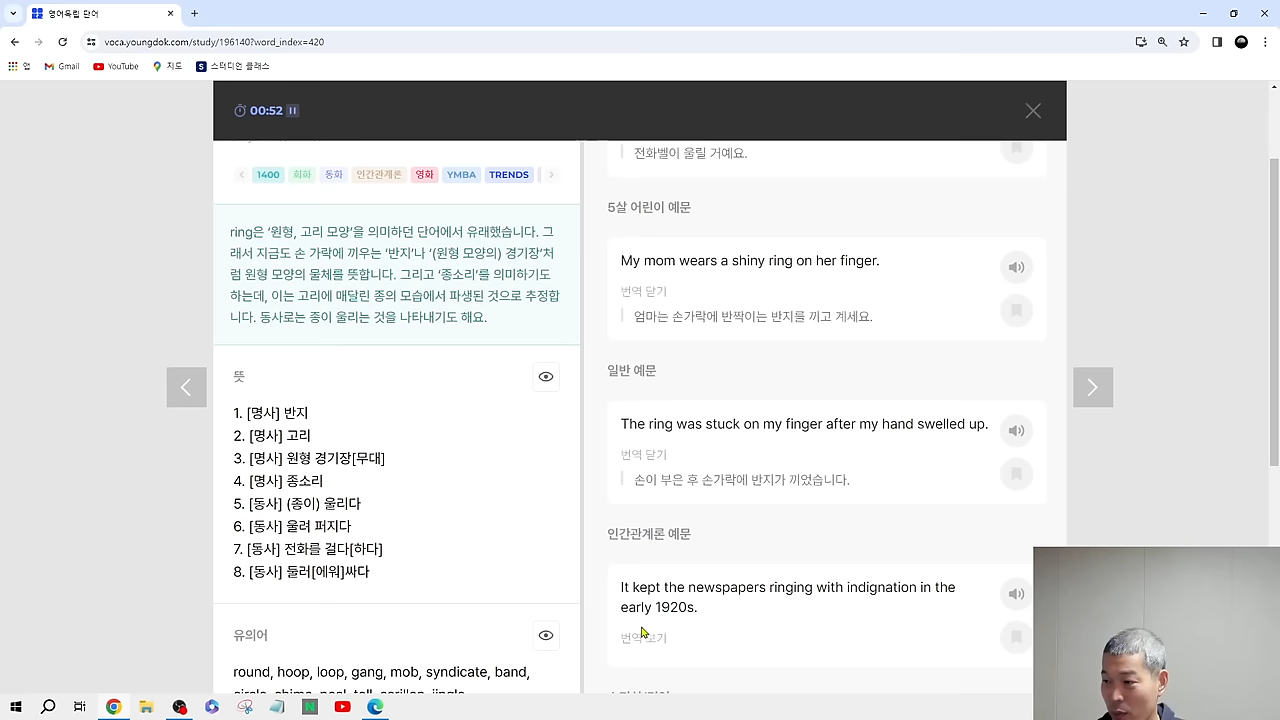 영어독립 단어
voca.youngdok.com/study/196140?word_index=420
앱 Gmail YouTube 지도 스터디언 클래스
00:52
1400 회화 동화 인간관계론 영화 YMBA TRENDS
ring은 '원형, 고리 모양'을 의미하던 단어에서 유래했습니다. 그
래서 지금도 손 가락에 끼우는 '반지'나 '(원형 모양의) 경기장'처
럼 원형 모양의 물체를 뜻합니다. 그리고 '종소리'를 의미하기도
하는데, 이는 고리에 매달린 종의 모습에서 파생된 것으로 추정합
니다. 동사로는 종이 울리는 것을 나타내기도 해요.
뜻
1. [명사] 반지
2. [명사] 고리
3. [명사] 원형 경기장[무대]
4. [명사] 종소리
5. [동사] (종이) 울리다
6. [동사] 울려 퍼지다
7. [동사] 전화를 걸다[하다]
8. [동사] 둘러[에워]싸다
유의어
round, hoop, loop, gang, mob, syndicate, band,
전화벨이 울릴 거예요.
5살 어린이 예문
My mom wears a shiny ring on her finger.
번역 닫기
엄마는 손가락에 반짝이는 반지를 끼고 계세요.
일반 예문
The ring was stuck on my finger after my hand swelled up.
번역 닫기
손이 부은 후 손가락에 반지가 끼었습니다.
인간관계론 예문
It kept the newspapers ringing with indignation in the
early 1920s.
번역 보기